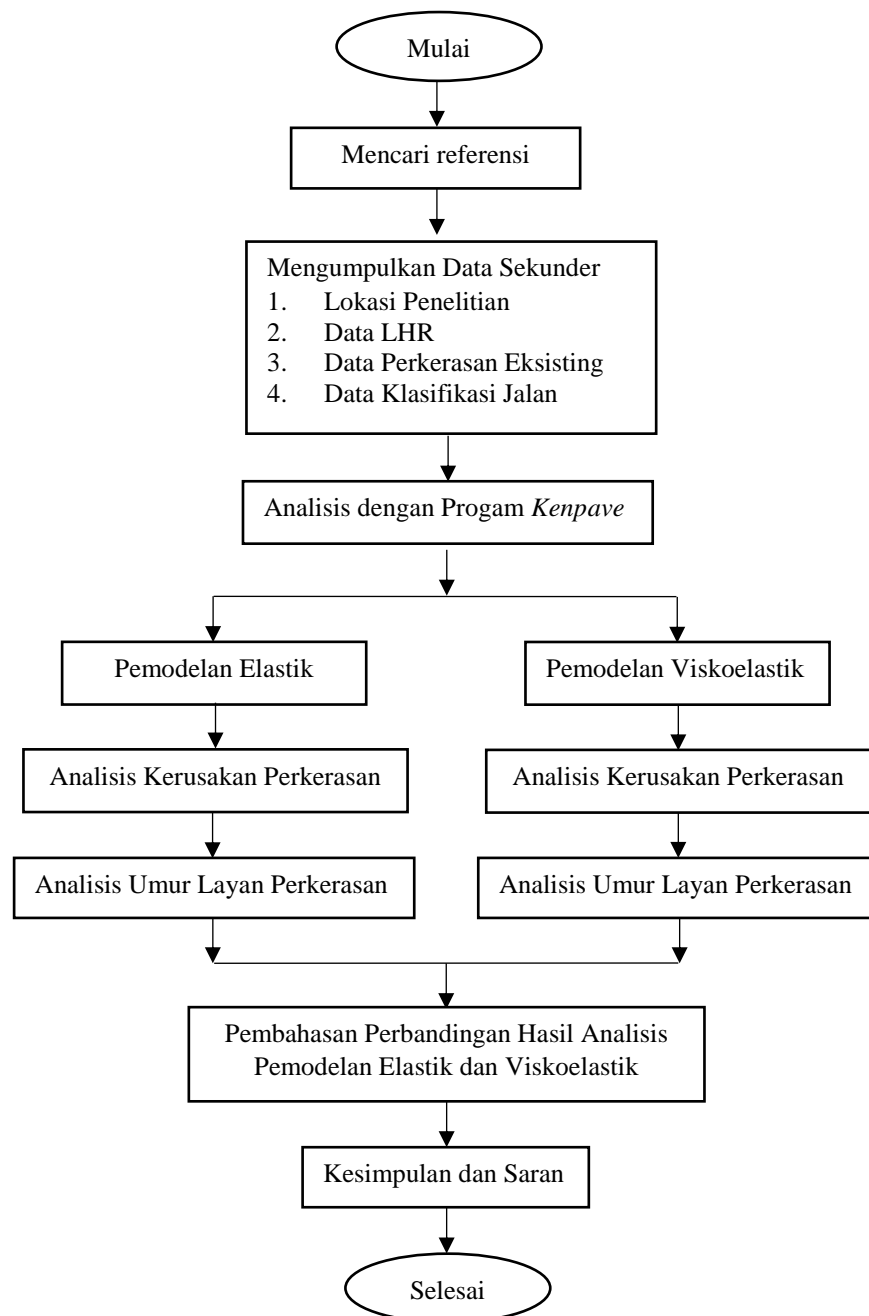 Mulai
Mencari referensi
Mengumpulkan Data Sekunder
1. Lokasi Penelitian
2. Data LHR
3. Data Perkerasan Eksisting
4. Data Klasifikasi Jalan
Analisis dengan Progam Kenpave
Pemodelan Elastik
Pemodelan Viskoelastik
Analisis Kerusakan Perkerasan
Analisis Kerusakan Perkerasan
Analisis Umur Layan Perkerasan
Analisis Umur Layan Perkerasan
Pembahasan Perbandingan Hasil Analisis
Pemodelan Elastik dan Viskoelastik
Kesimpulan dan Saran
Selesai